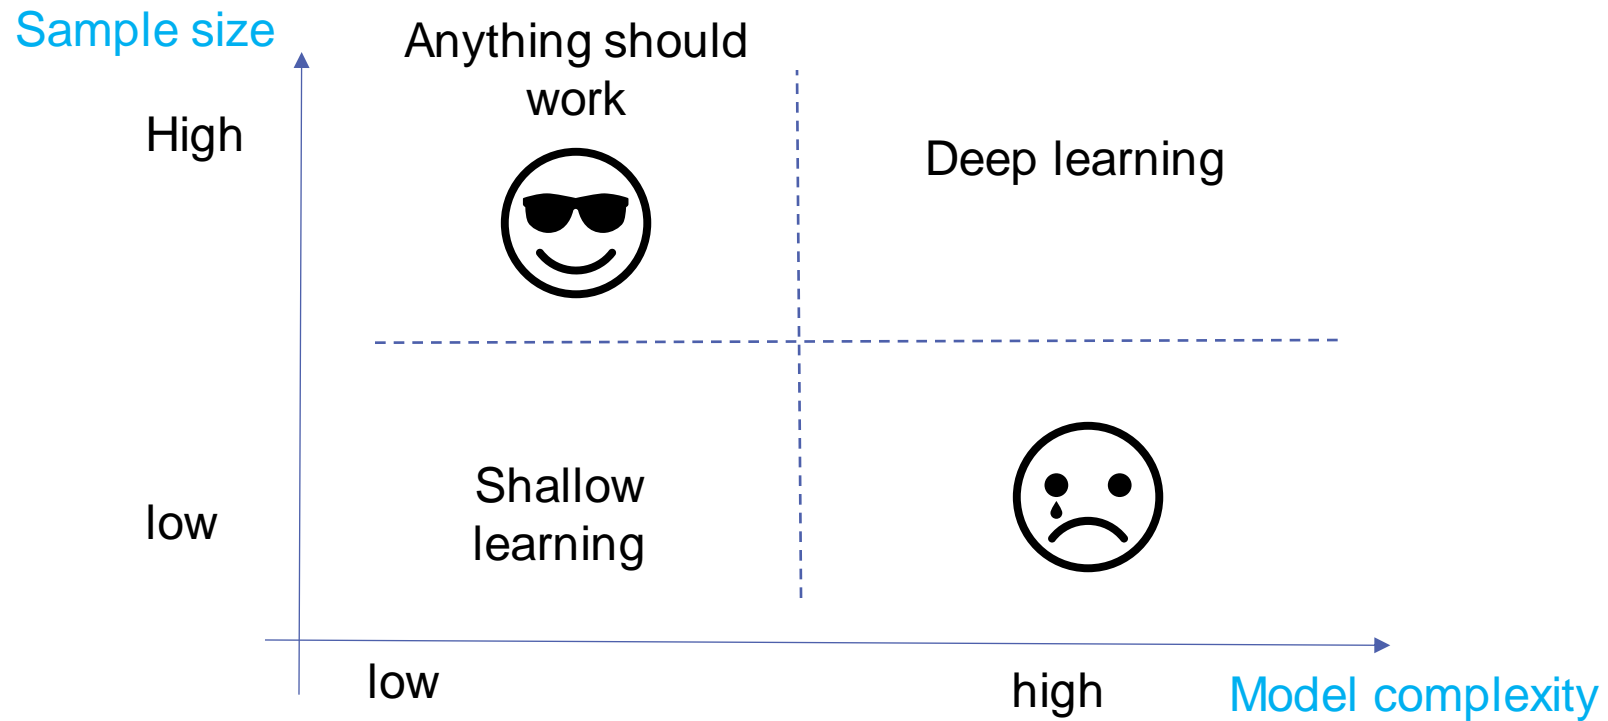 Sample size
Anything should
work
High
Deep learning
Shallow
learning
low
low
high
Model complexity